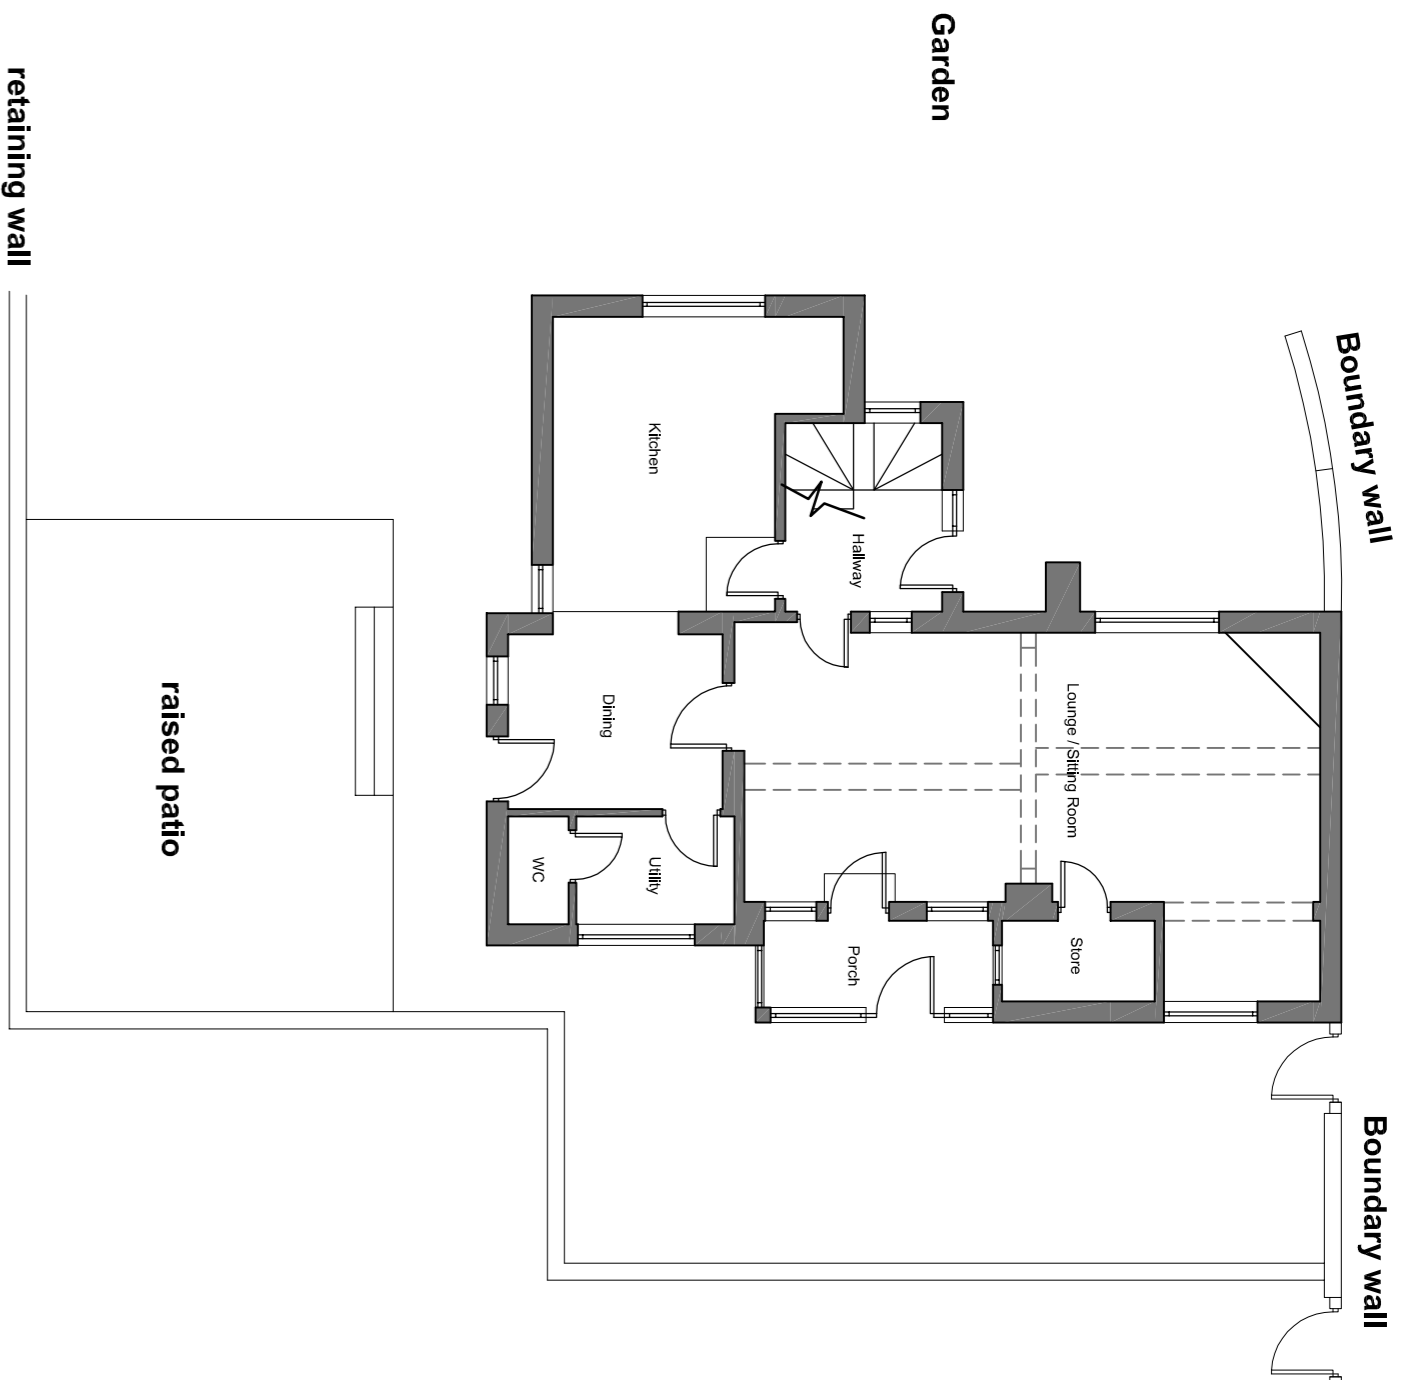 Garden
retaining wall
Boundary wall
Kitchen
Hallway
Lounge / Sitting Room
Dining
raised patio
WC
Utility
Porch
Store
Boundary wall